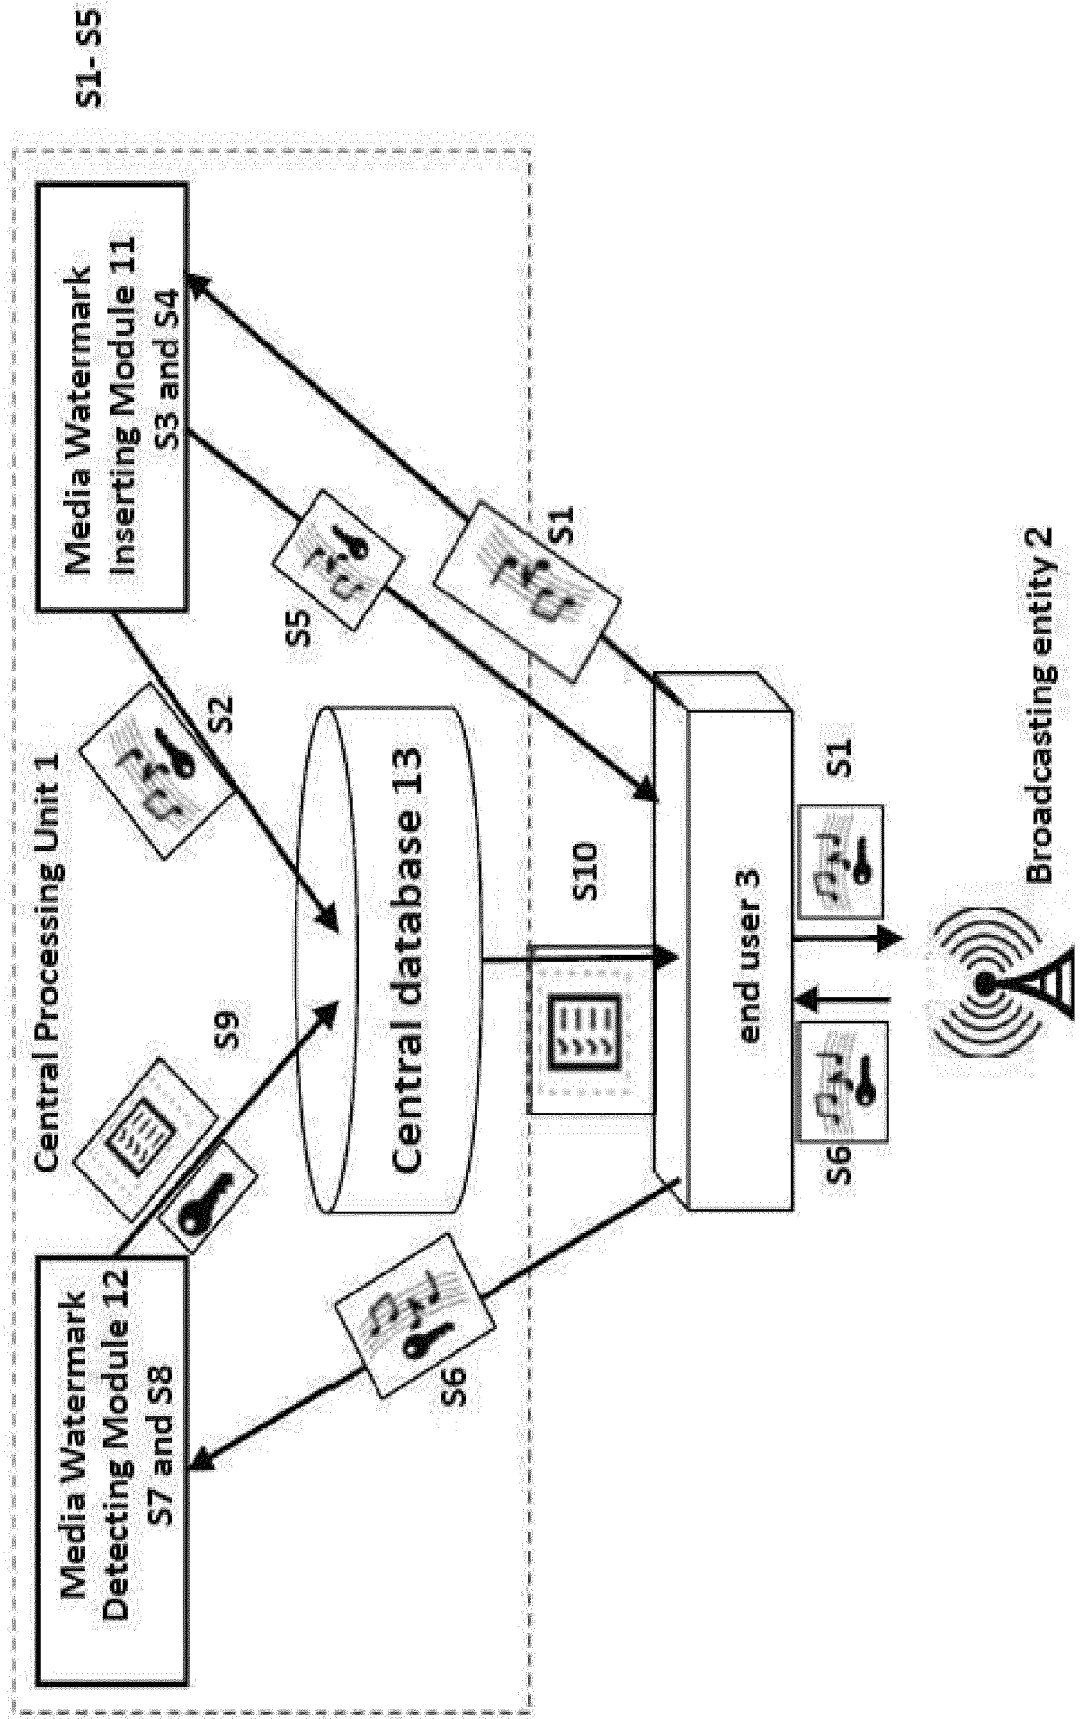 S1- S5
Central Processing Unit 1
Media Watermark
Detecting Module 12
S7 and S8
Media Watermark
Inserting Module 11
S3 and S4
S9
S2
S5
S6
Central database 13
S1
S10
end user 3
S6
S1
Broadcasting entity 2